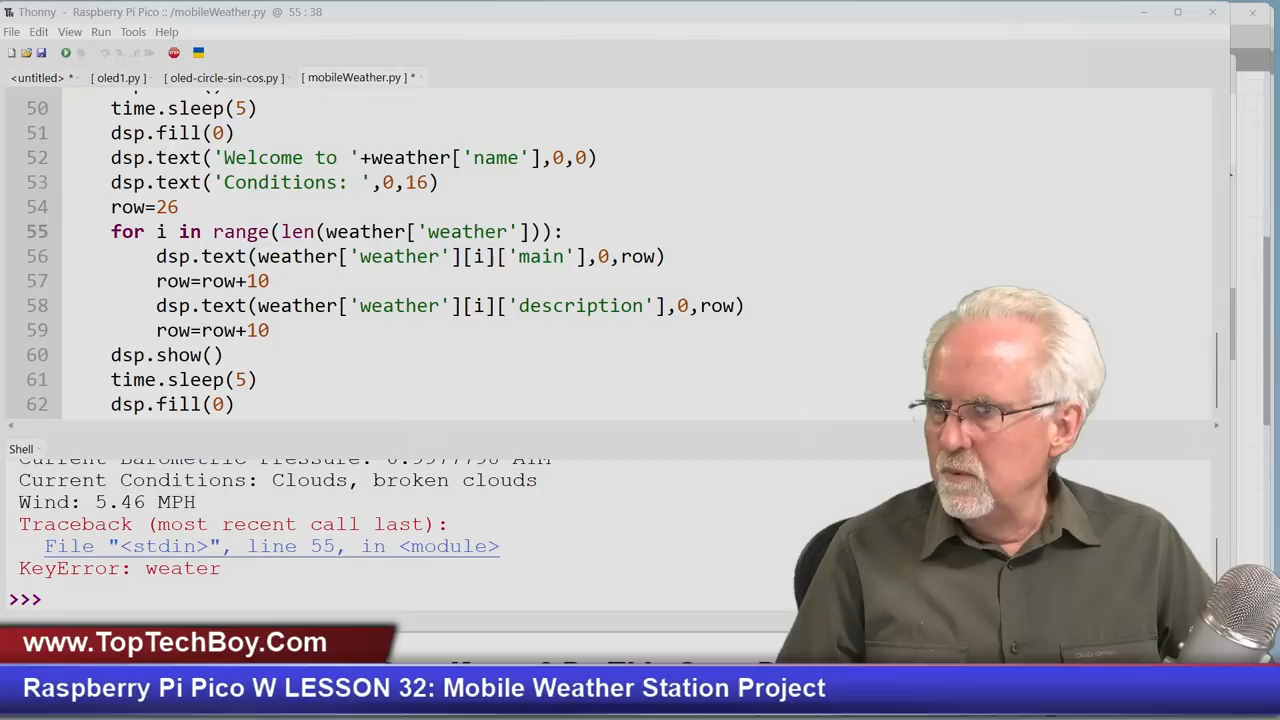 Thonny - Raspberry Pi Pico :: /mobileWeather.py @ 55 : 38
File Edit View Run Tools Help
<untitled> * [ oled1.py ] [ oled-circle-sin-cos.py ] [ mobileWeather.py ] *
50 time.sleep(5)
51 dsp.fill(0)
52 dsp.text('Welcome to '+weather['name'],0,0)
53 dsp.text('Conditions: ',0,16)
54 row=26
55 for i in range(len(weather['weather'])):
56 dsp.text(weather['weather'][i]['main'],0,row)
57 row=row+10
58 dsp.text(weather['weather'][i]['description'],0,row)
59 row=row+10
60 dsp.show()
61 time.sleep(5)
62 dsp.fill(0)
Shell
Current Barometric Pressure: 0.9977798 ATM
Current Conditions: Clouds, broken clouds
Wind: 5.46 MPH
Traceback (most recent call last):
File "<stdin>", line 55, in <module>
KeyError: weater
>>>
www.TopTechBoy.Com
Raspberry Pi Pico W LESSON 32: Mobile Weather Station Project